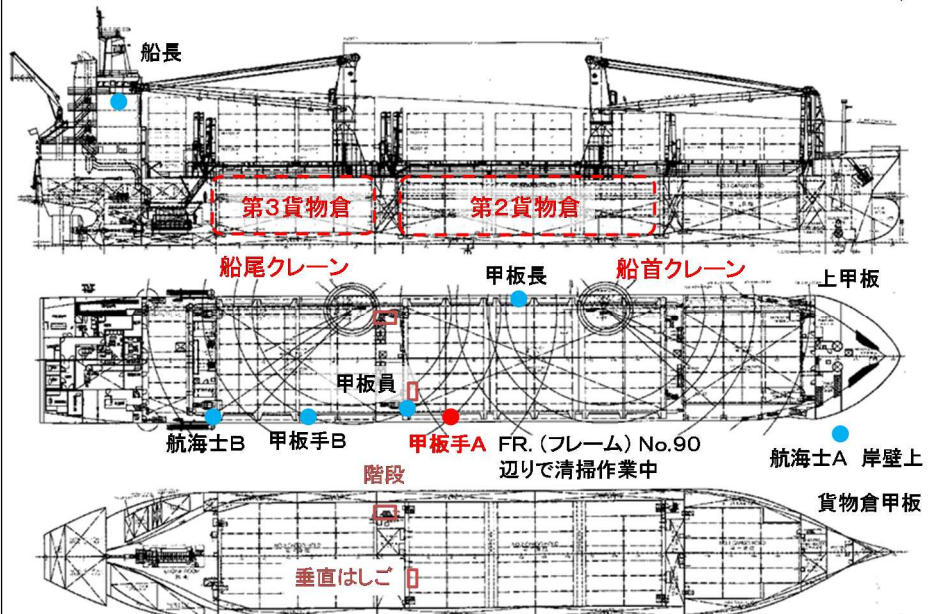 船長
第3貨物倉
第2貨物倉
船尾クレーン
甲板長
船首クレーン
上甲板
甲板員
航海士B
甲板手B
甲板手A
FR.(フレーム)No.90
辺りで清掃作業中
航海士A 岸壁上
階段
貨物倉甲板
垂直はしご